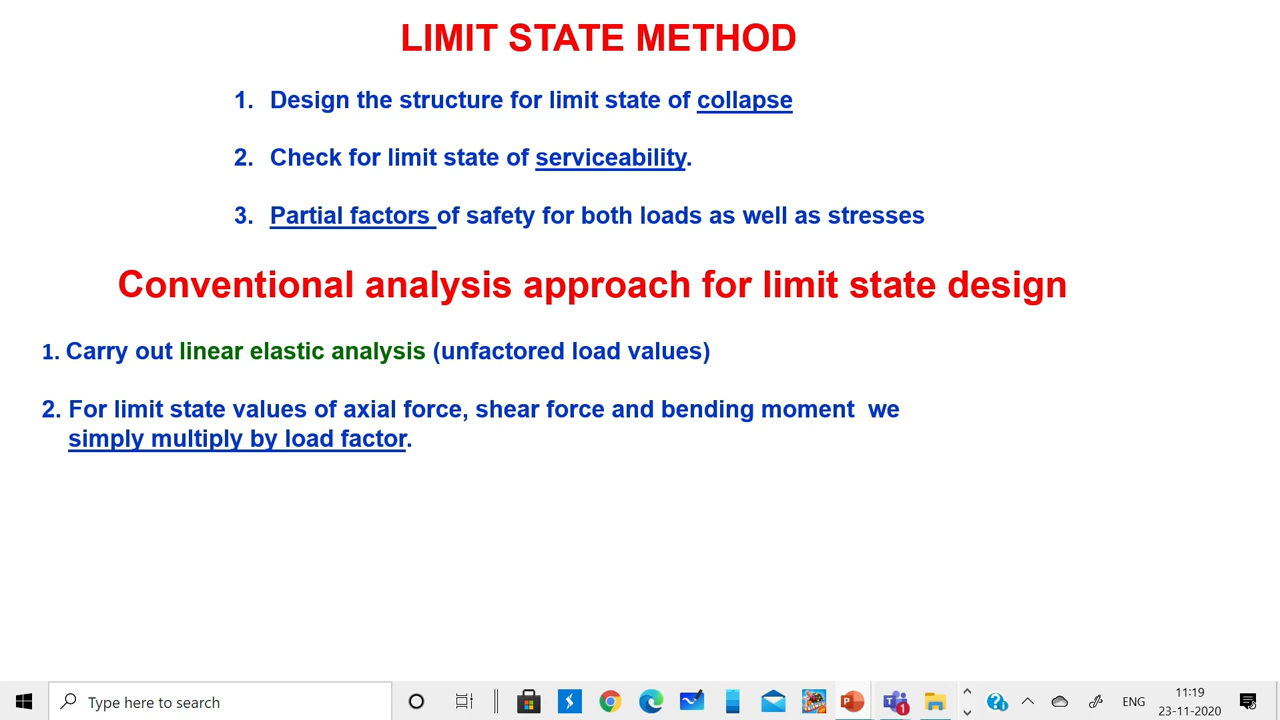 LIMIT STATE METHOD
1. Design the structure for limit state of collapse
2. Check for limit state of serviceability.
3. Partial factors of safety for both loads as well as stresses
Conventional analysis approach for limit state design
1. Carry out linear elastic analysis (unfactored load values)
2. For limit state values of axial force, shear force and bending moment we
simply multiply by load factor.
Type here to search
1
ENG
11:19
23-11-2020